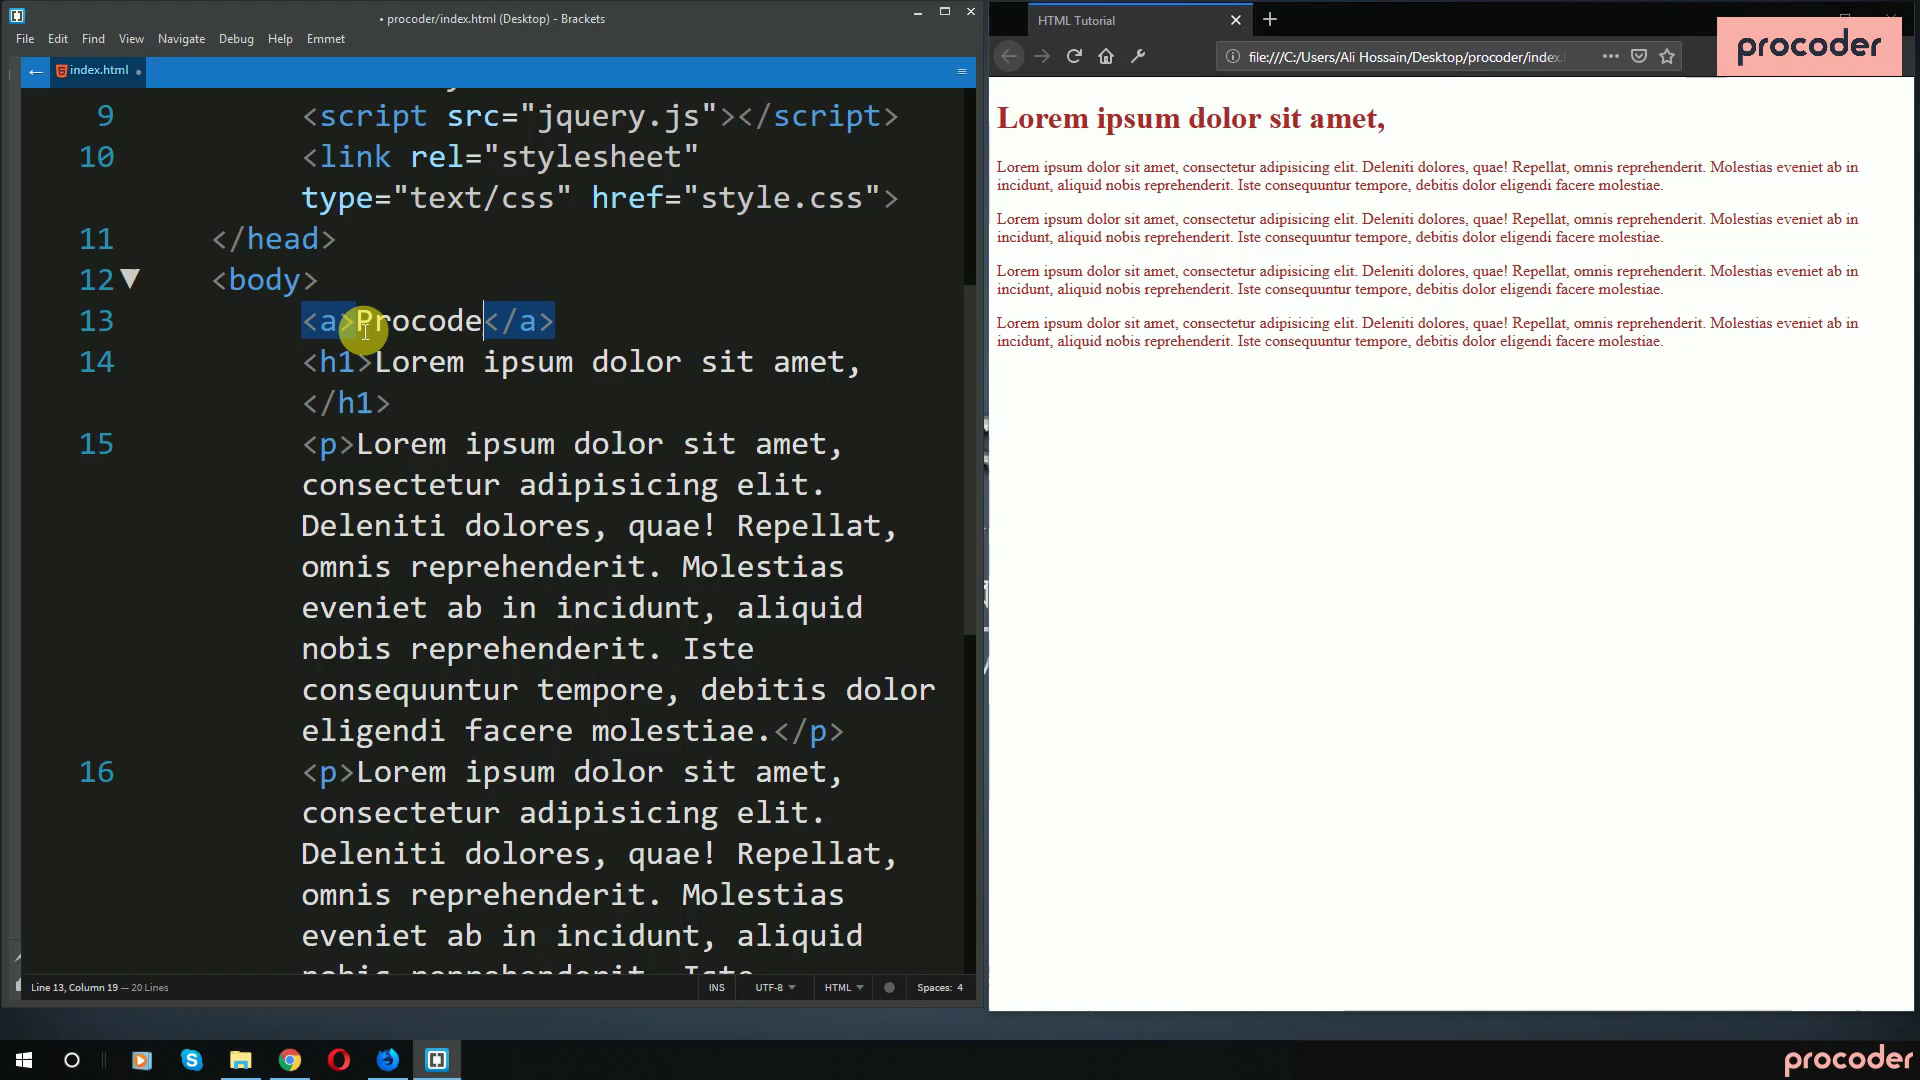 • procoder/index.html (Desktop) - Brackets
File Edit Find View Navigate Debug Help Emmet
index.html
9 <script src="jquery.js"></script>
10 <link rel="stylesheet"
type="text/css" href="style.css">
11 </head>
12 <body>
13 <a>Procode</a>
14 <h1>Lorem ipsum dolor sit amet,
</h1>
15 <p>Lorem ipsum dolor sit amet,
consectetur adipisicing elit.
Deleniti dolores, quae! Repellat,
omnis reprehenderit. Molestias
eveniet ab in incidunt, aliquid
nobis reprehenderit. Iste
consequuntur tempore, debitis dolor
eligendi facere molestiae.</p>
16 <p>Lorem ipsum dolor sit amet,
consectetur adipisicing elit.
Deleniti dolores, quae! Repellat,
omnis reprehenderit. Molestias
eveniet ab in incidunt, aliquid
nobis reprehenderit. Iste
Line 13, Column 19 — 20 Lines
INS UTF-8 HTML Spaces: 4
HTML Tutorial
file:///C:/Users/Ali Hossain/Desktop/procoder/index.
procoder
Lorem ipsum dolor sit amet,
Lorem ipsum dolor sit amet, consectetur adipisicing elit. Deleniti dolores, quae! Repellat, omnis reprehenderit. Molestias eveniet ab in
incidunt, aliquid nobis reprehenderit. Iste consequuntur tempore, debitis dolor eligendi facere molestiae.
Lorem ipsum dolor sit amet, consectetur adipisicing elit. Deleniti dolores, quae! Repellat, omnis reprehenderit. Molestias eveniet ab in
incidunt, aliquid nobis reprehenderit. Iste consequuntur tempore, debitis dolor eligendi facere molestiae.
Lorem ipsum dolor sit amet, consectetur adipisicing elit. Deleniti dolores, quae! Repellat, omnis reprehenderit. Molestias eveniet ab in
incidunt, aliquid nobis reprehenderit. Iste consequuntur tempore, debitis dolor eligendi facere molestiae.
Lorem ipsum dolor sit amet, consectetur adipisicing elit. Deleniti dolores, quae! Repellat, omnis reprehenderit. Molestias eveniet ab in
incidunt, aliquid nobis reprehenderit. Iste consequuntur tempore, debitis dolor eligendi facere molestiae.
procoder